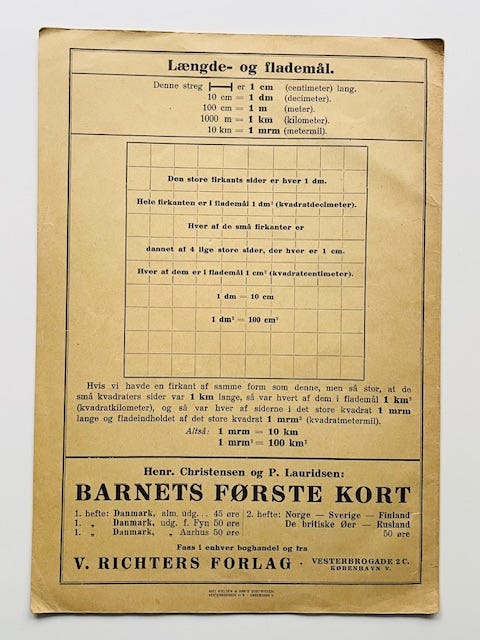 Længde- og flademål.
Denne streg er 1 cm (centimeter) lang.
10 cm = 1 dm (decimeter).
100 cm = 1 m (meter).
1000 m = 1 km (kilometer).
10 km = 1 mrm (metermil).
Den store firkants sider er hver 1 dm.
Hele firkanten er i flademål 1 dm² (kvadratdecimeter).
Hver af de små firkanter er
dannet af 4 lige store sider, der hver er 1 cm.
Hver af dem er i flademål 1 cm² (kvadratcentimeter).
1 dm = 10 cm
1 dm² = 100 cm²
Hvis vi havde en firkant af samme form som denne, men så stor, at de
små kvadraters sider var 1 km lange, så var hvert af dem i flademål 1 km²
(kvadratkilometer), og så var hver af siderne i det store kvadrat 1 mrm
lange og fladeindholdet af det store kvadrat 1 mrm² (kvadratmetermil).
Altså: 1 mrm = 10 km
1 mrm² = 100 km²
Henr. Christensen og P. Lauridsen:
BARNETS FØRSTE KORT
1. hefte: Danmark, alm. udg. . . 45 øre 2. hefte: Norge — Sverige — Finland
1. „ Danmark, udg. f. Fyn 50 øre De britiske Øer — Rusland
1. „ Danmark, „ Aarhus 50 øre 50 øre
Faas i enhver boghandel og fra
V. RICHTERS FORLAG · VESTERBROGADE 2 C.
KØBENHAVN V.